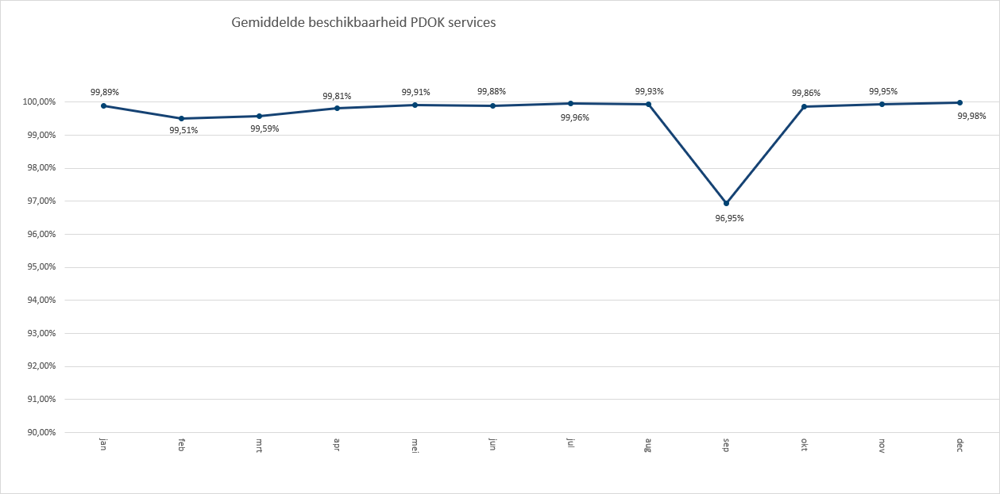 Gemiddelde beschikbaarheid PDOK services
99,89%
99,51%
99,59%
99,81%
99,91%
99,88%
99,96%
99,93%
96,95%
99,86%
99,95%
99,98%
100,00%
99,00%
98,00%
97,00%
96,00%
95,00%
94,00%
93,00%
92,00%
91,00%
90,00%
jan
feb
mrt
apr
mei
jun
jul
aug
sep
okt
nov
dec